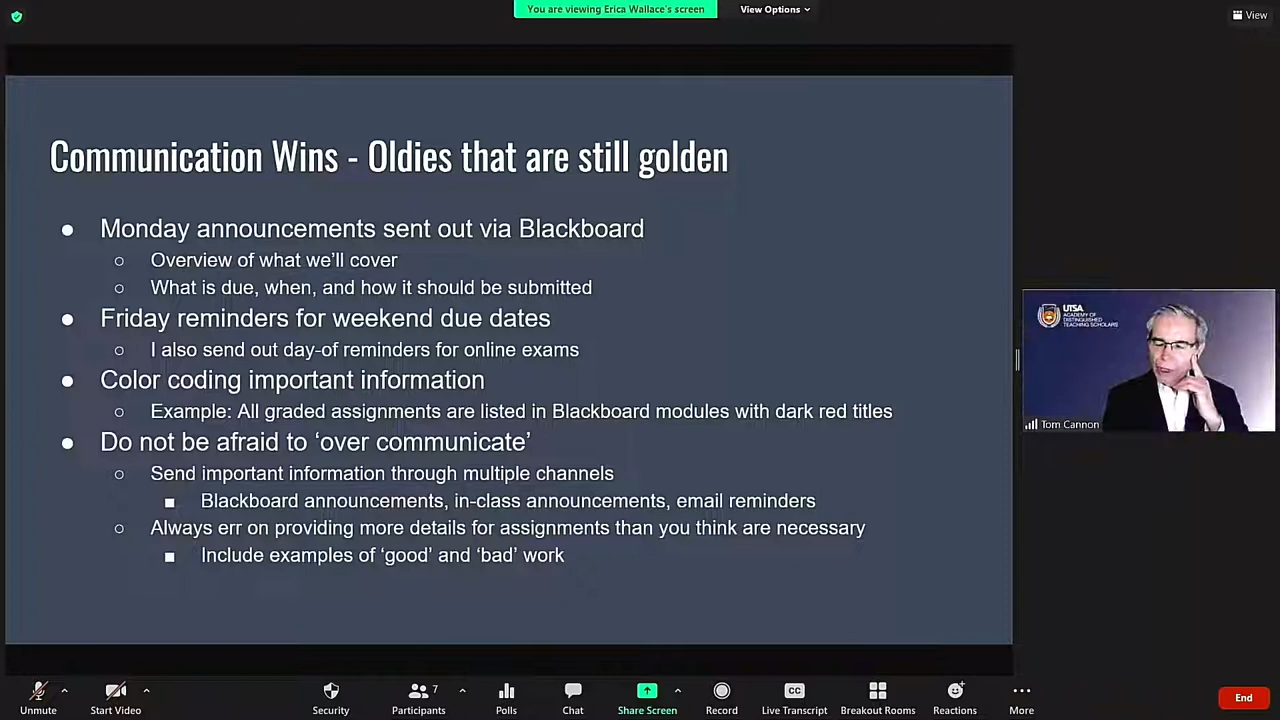 You are viewing Erica Wallace's screen
View Options
View
Communication Wins - Oldies that are still golden
● Monday announcements sent out via Blackboard
○ Overview of what we'll cover
○ What is due, when, and how it should be submitted
● Friday reminders for weekend due dates
○ I also send out day-of reminders for online exams
● Color coding important information
○ Example: All graded assignments are listed in Blackboard modules with dark red titles
● Do not be afraid to ‘over communicate’
○ Send important information through multiple channels
■ Blackboard announcements, in-class announcements, email reminders
○ Always err on providing more details for assignments than you think are necessary
■ Include examples of ‘good’ and ‘bad’ work
UTSA
ACADEMY OF
DISTINGUISHED
TEACHING SCHOLARS
Tom Cannon
Unmute
Start Video
Security
Participants
7
Polls
Chat
Share Screen
Record
CC
Live Transcript
Breakout Rooms
Reactions
More
End